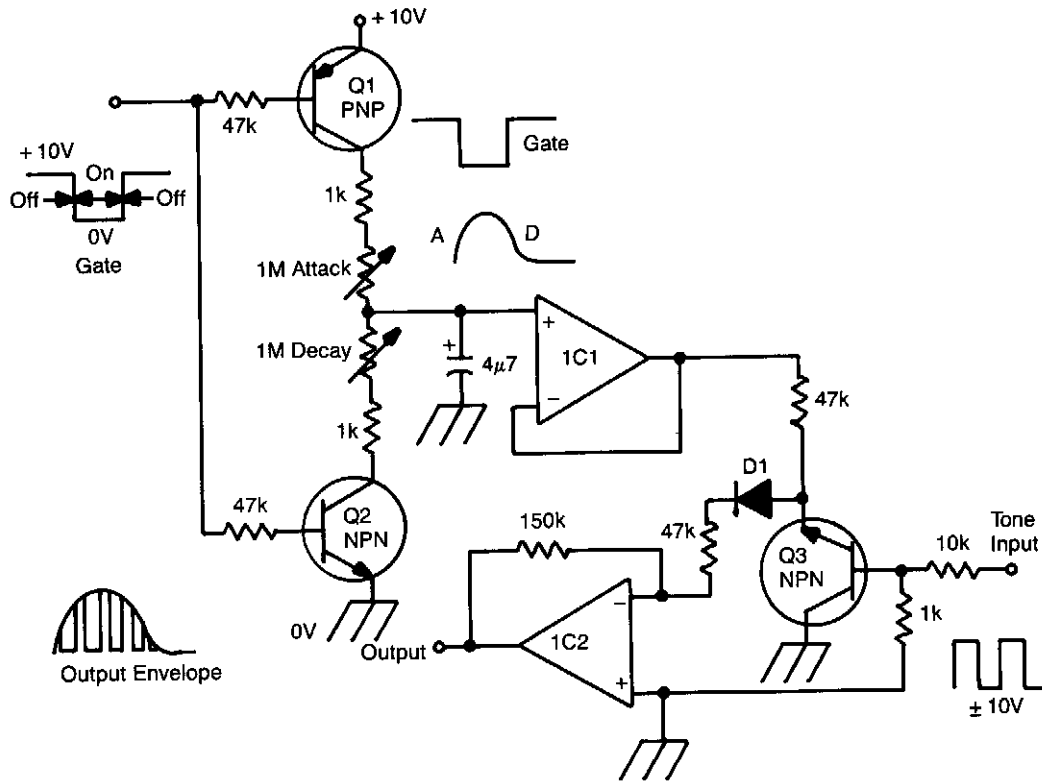 + 10V
Q1
PNP
47k
Gate
+ 10V
On
Off
Off
0V
Gate
1k
A
D
1M Attack
+
1C1
−
1M Decay
+
4μ7
47k
1k
D1
47k
Q2
NPN
150k
47k
Q3
NPN
Tone
Input
10k
1k
0V
Output
−
1C2
+
Output Envelope
± 10V